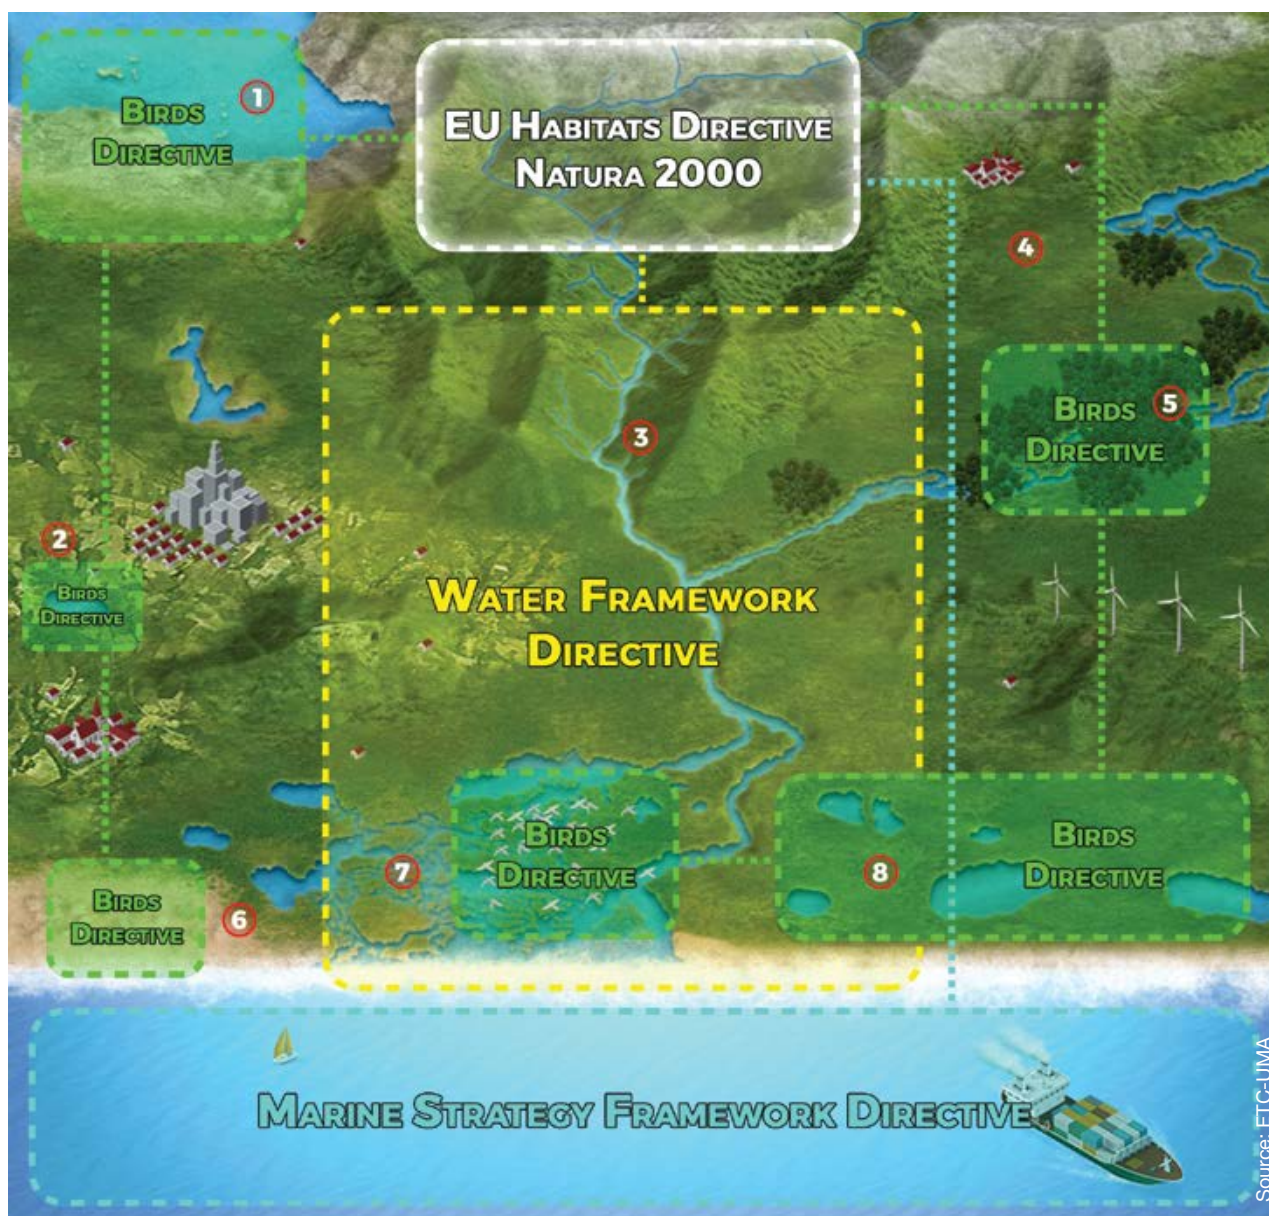 Birds
Directive
1
EU Habitats Directive
Natura 2000
4
Birds
Directive
5
3
2
Birds
Directive
Water Framework
Directive
Birds
Directive
6
7
Birds
Directive
8
Birds
Directive
Marine Strategy Framework Directive
Source: ETC-UMA